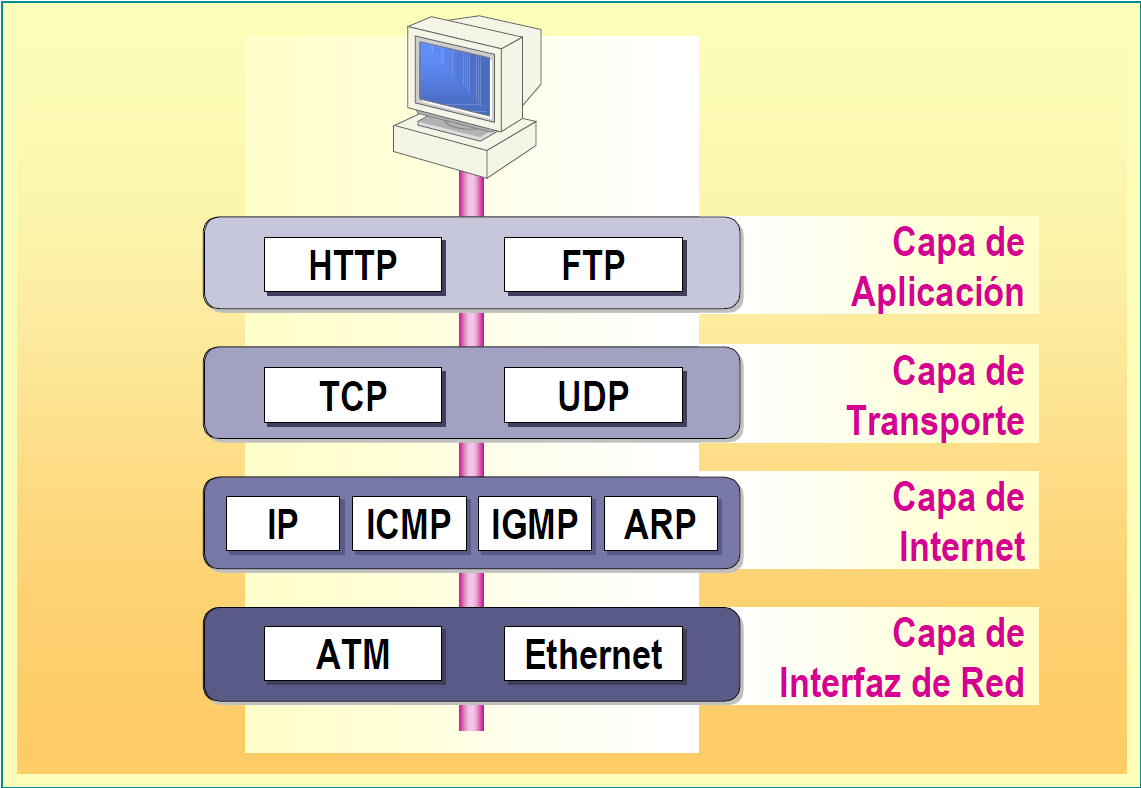 HTTP FTP
Capa de
Aplicación
TCP UDP
Capa de
Transporte
IP ICMP IGMP ARP
Capa de
Internet
ATM Ethernet
Capa de
Interfaz de Red